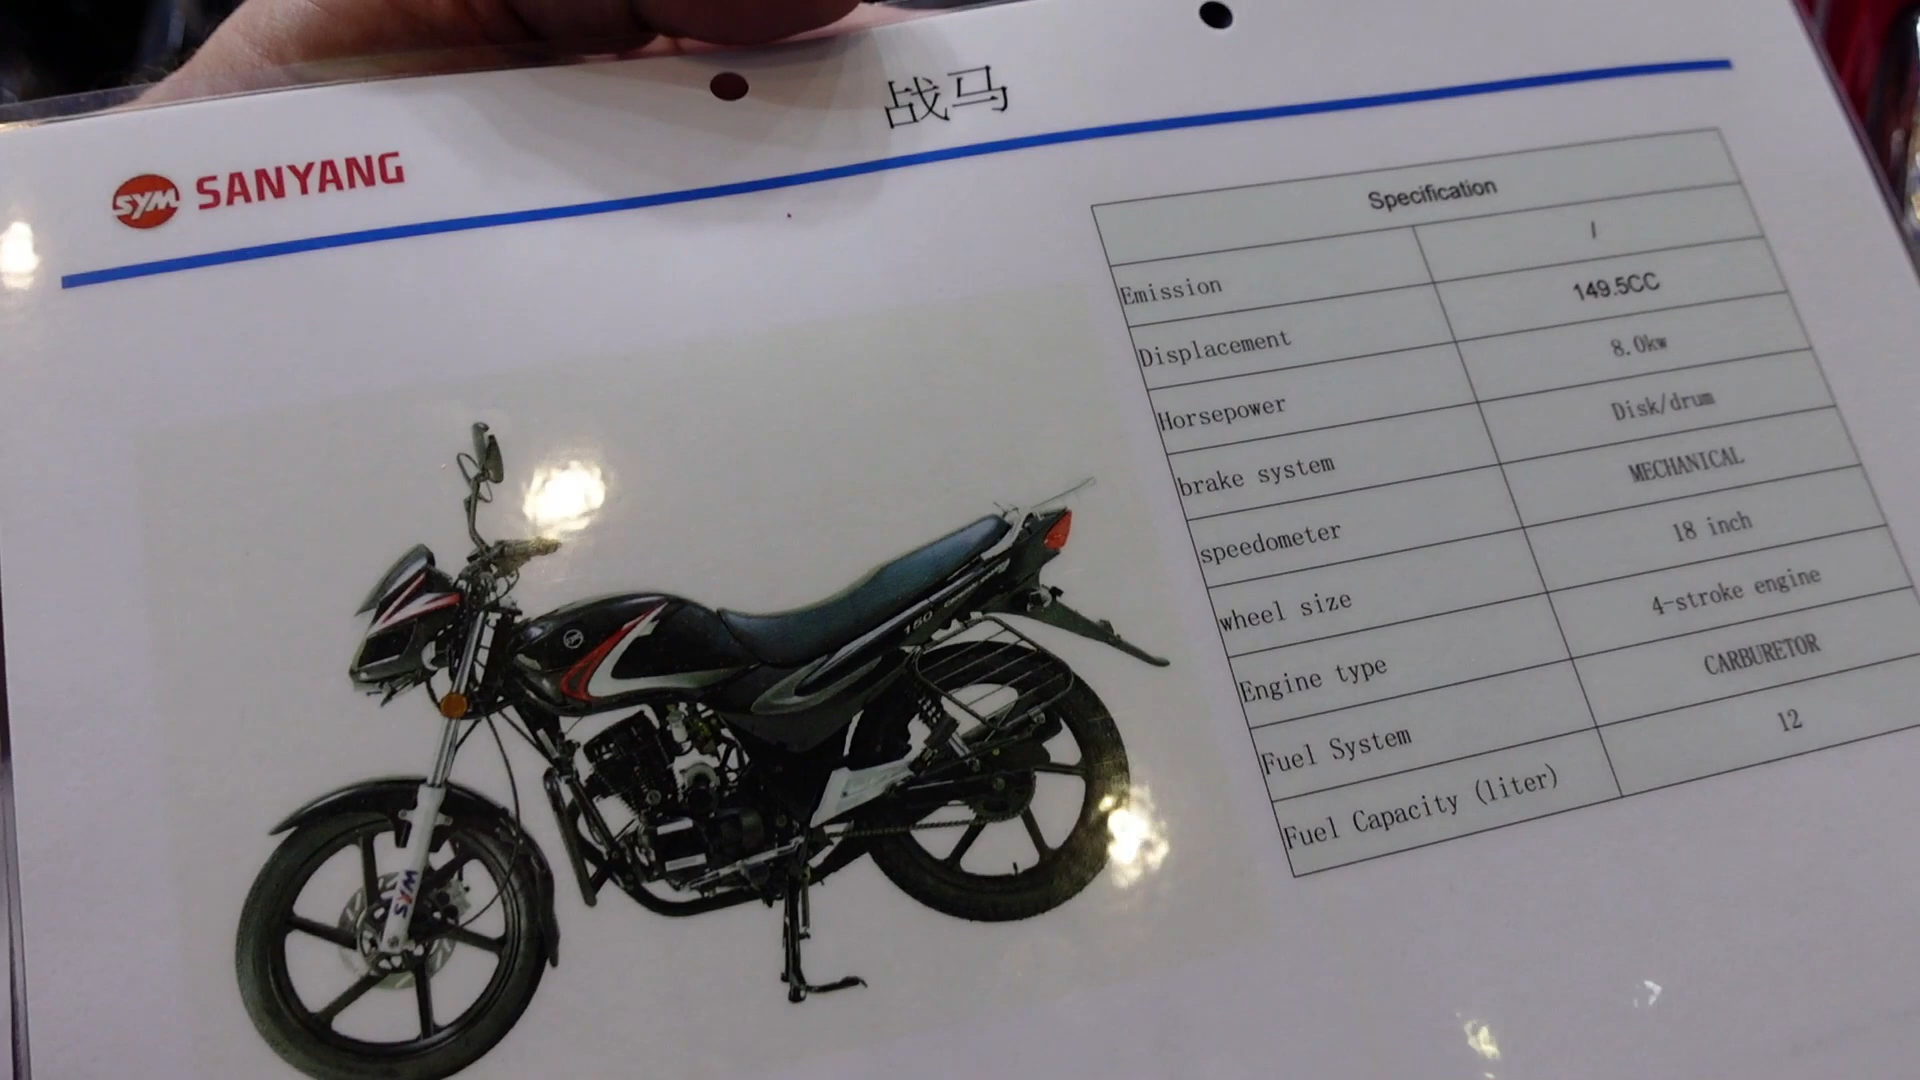 战马
SYM SANYANG
Specification
Emission /
Displacement 149.5CC
Horsepower 8.0kw
brake system Disk/drum
speedometer MECHANICAL
wheel size 18 inch
Engine type 4-stroke engine
Fuel System CARBURETOR
Fuel Capacity (liter) 12
150
WKS